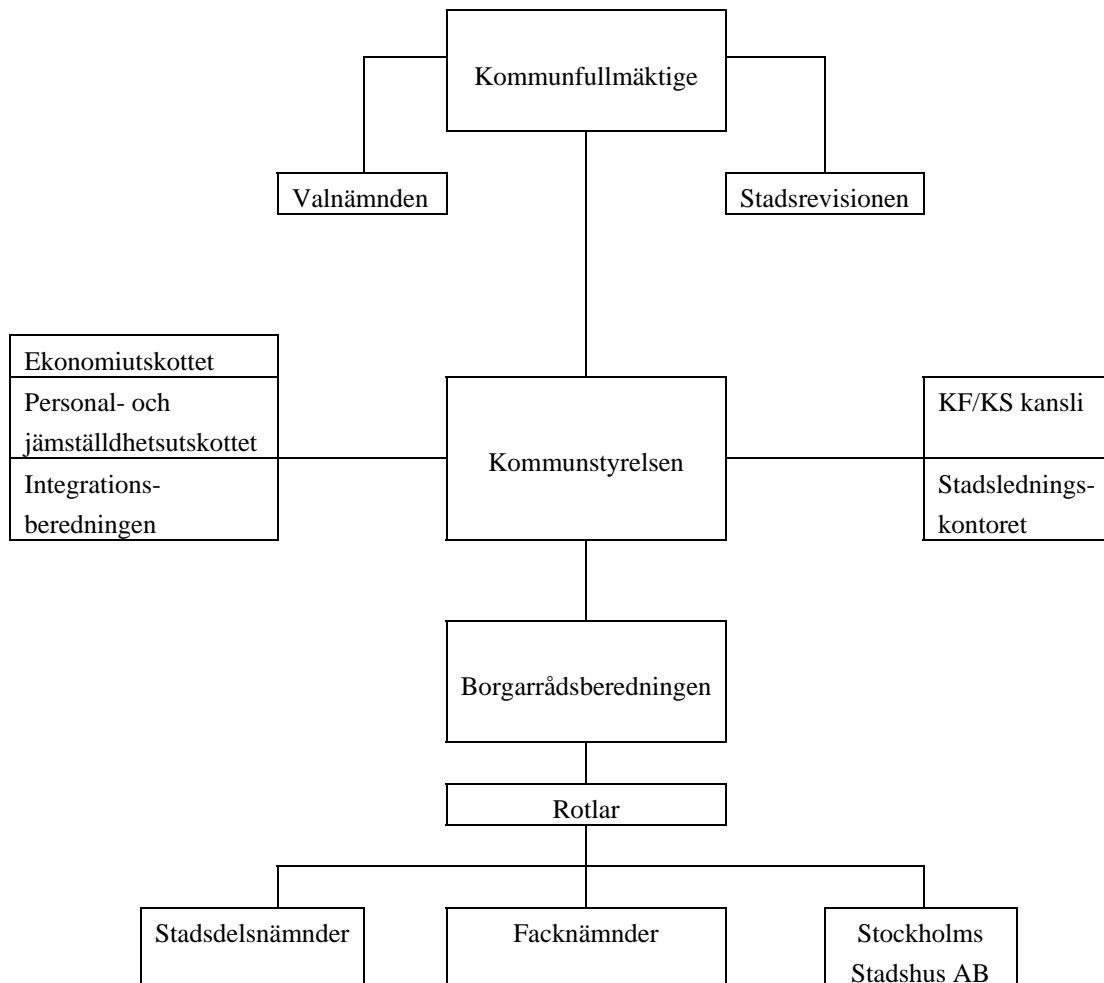 Kommunfullmäktige
Valnämnden
Stadsrevisionen
Ekonomiutskottet
Personal- och
jämställdhetsutskottet
Integrations-
beredningen
Kommunstyrelsen
KF/KS kansli
Stadslednings-
kontoret
Borgarrådsberedningen
Rotlar
Stadsdelsnämnder
Facknämnder
Stockholms
Stadshus AB